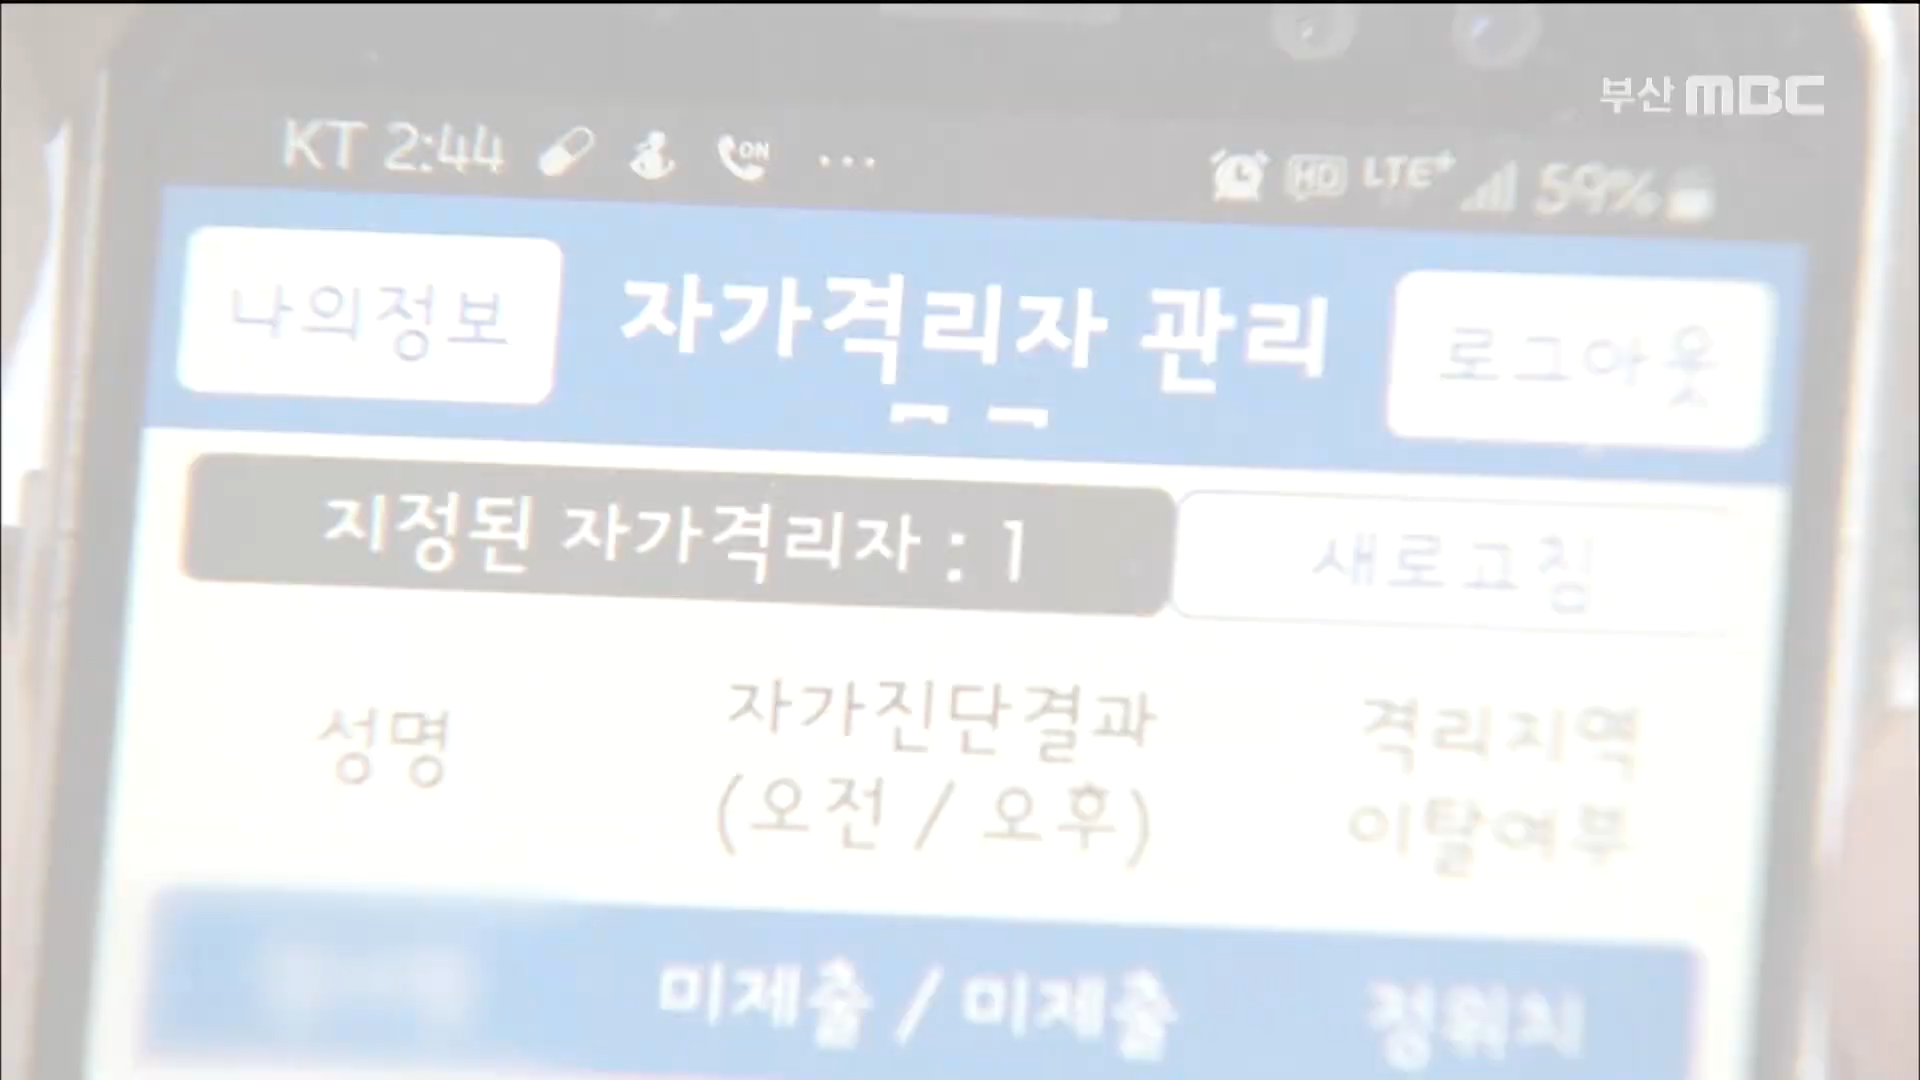 부산 MBC
KT 2:44 ON ... HD LTE+ 59%
나의정보 자가격리자 관리 로그아웃
지정된 자가격리자 : 1 새로고침
성명 자가진단결과 격리지역
(오전 / 오후) 이탈여부
미제출 / 미제출 정위치